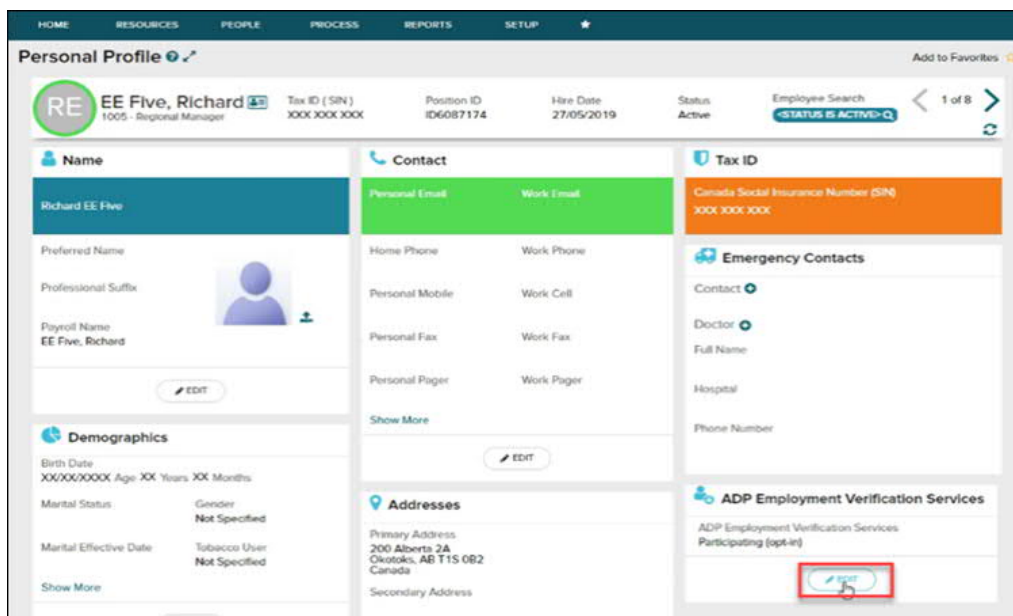 HOME RESOURCES PEOPLE PROCESS REPORTS SETUP
Personal Profile
Add to Favorites
RE
EE Five, Richard
1005 - Regional Manager
Tax ID ( SIN )
XXX XXX XXX
Position ID
ID6087174
Hire Date
27/05/2019
Status
Active
Employee Search
<STATUS IS ACTIVE>
1 of 8
Name
Richard EE Five
Preferred Name
Professional Suffix
Payroll Name
EE Five, Richard
EDIT
Demographics
Birth Date
XX/XX/XXXX Age XX Years XX Months
Marital Status Gender
Not Specified
Marital Effective Date Tobacco User
Not Specified
Show More
Contact
Personal Email Work Email
Home Phone Work Phone
Personal Mobile Work Cell
Personal Fax Work Fax
Personal Pager Work Pager
Show More
EDIT
Addresses
Primary Address
200 Alberta 2A
Okotoks, AB T1S 0B2
Canada
Secondary Address
Tax ID
Canada Social Insurance Number (SIN)
XXX XXX XXX
Emergency Contacts
Contact
Doctor
Full Name
Hospital
Phone Number
ADP Employment Verification Services
ADP Employment Verification Services
Participating (opt-in)
EDIT